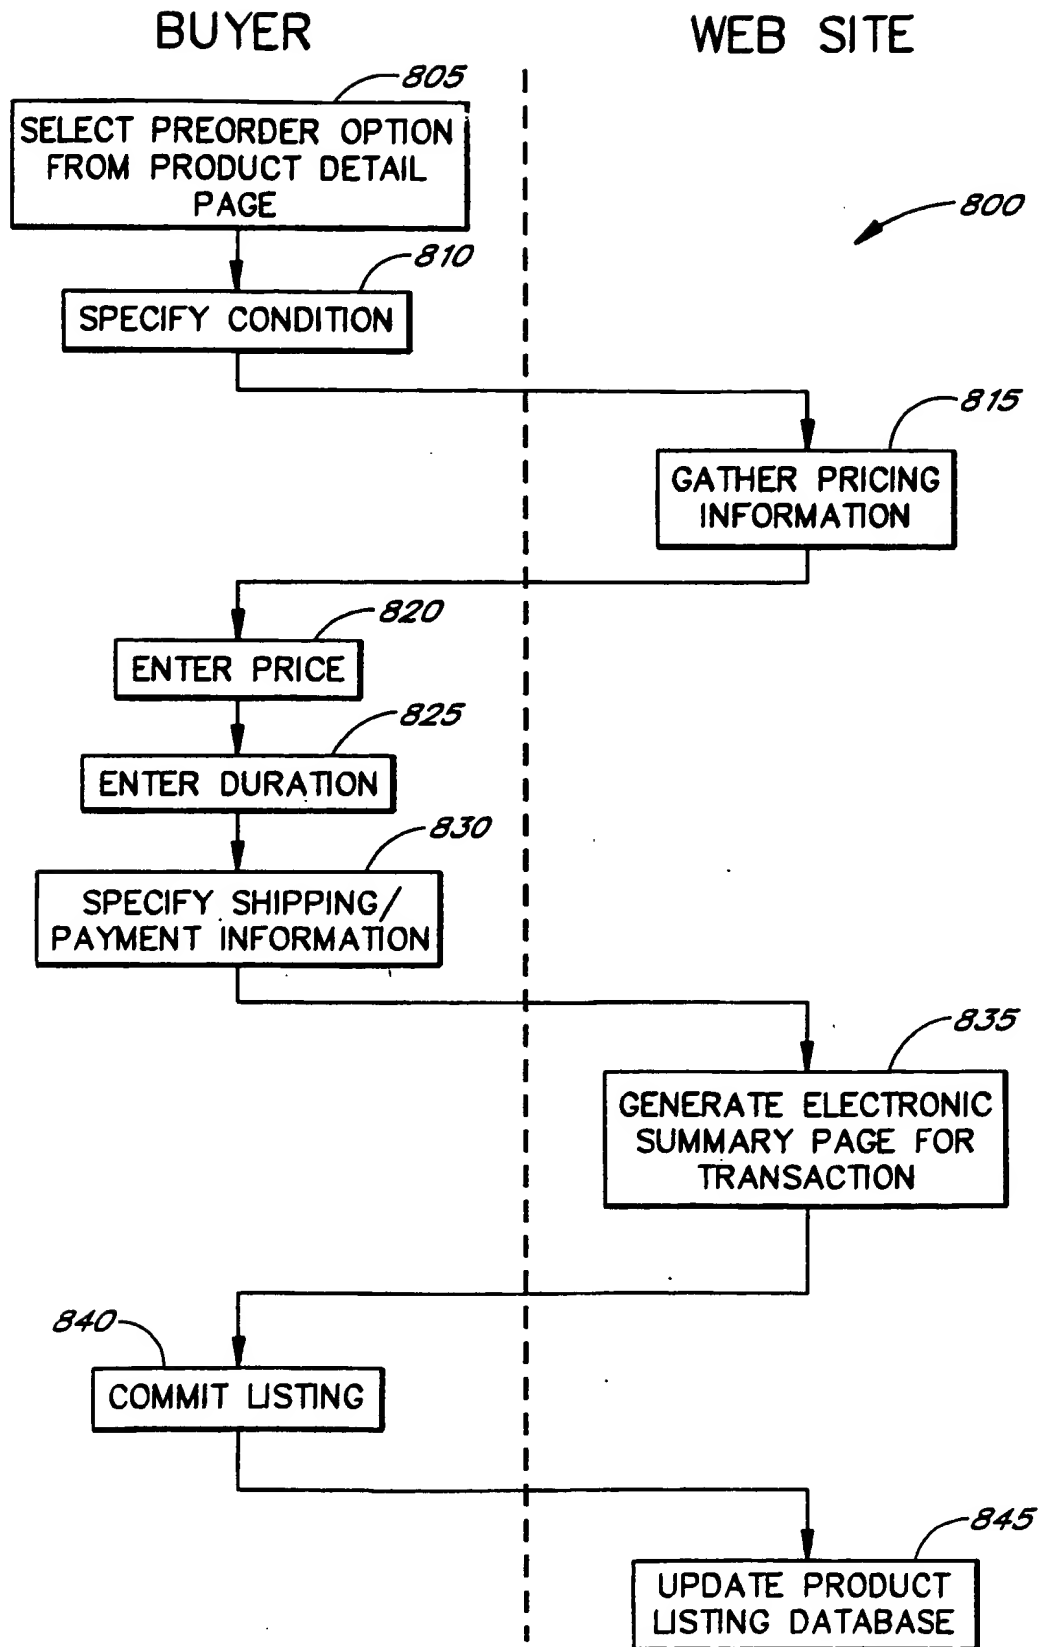 BUYER
WEB SITE
805
SELECT PREORDER OPTION
FROM PRODUCT DETAIL
PAGE
800
810
SPECIFY CONDITION
815
GATHER PRICING
INFORMATION
820
ENTER PRICE
825
ENTER DURATION
830
SPECIFY SHIPPING/
PAYMENT INFORMATION
835
GENERATE ELECTRONIC
SUMMARY PAGE FOR
TRANSACTION
840
COMMIT LISTING
845
UPDATE PRODUCT
LISTING DATABASE